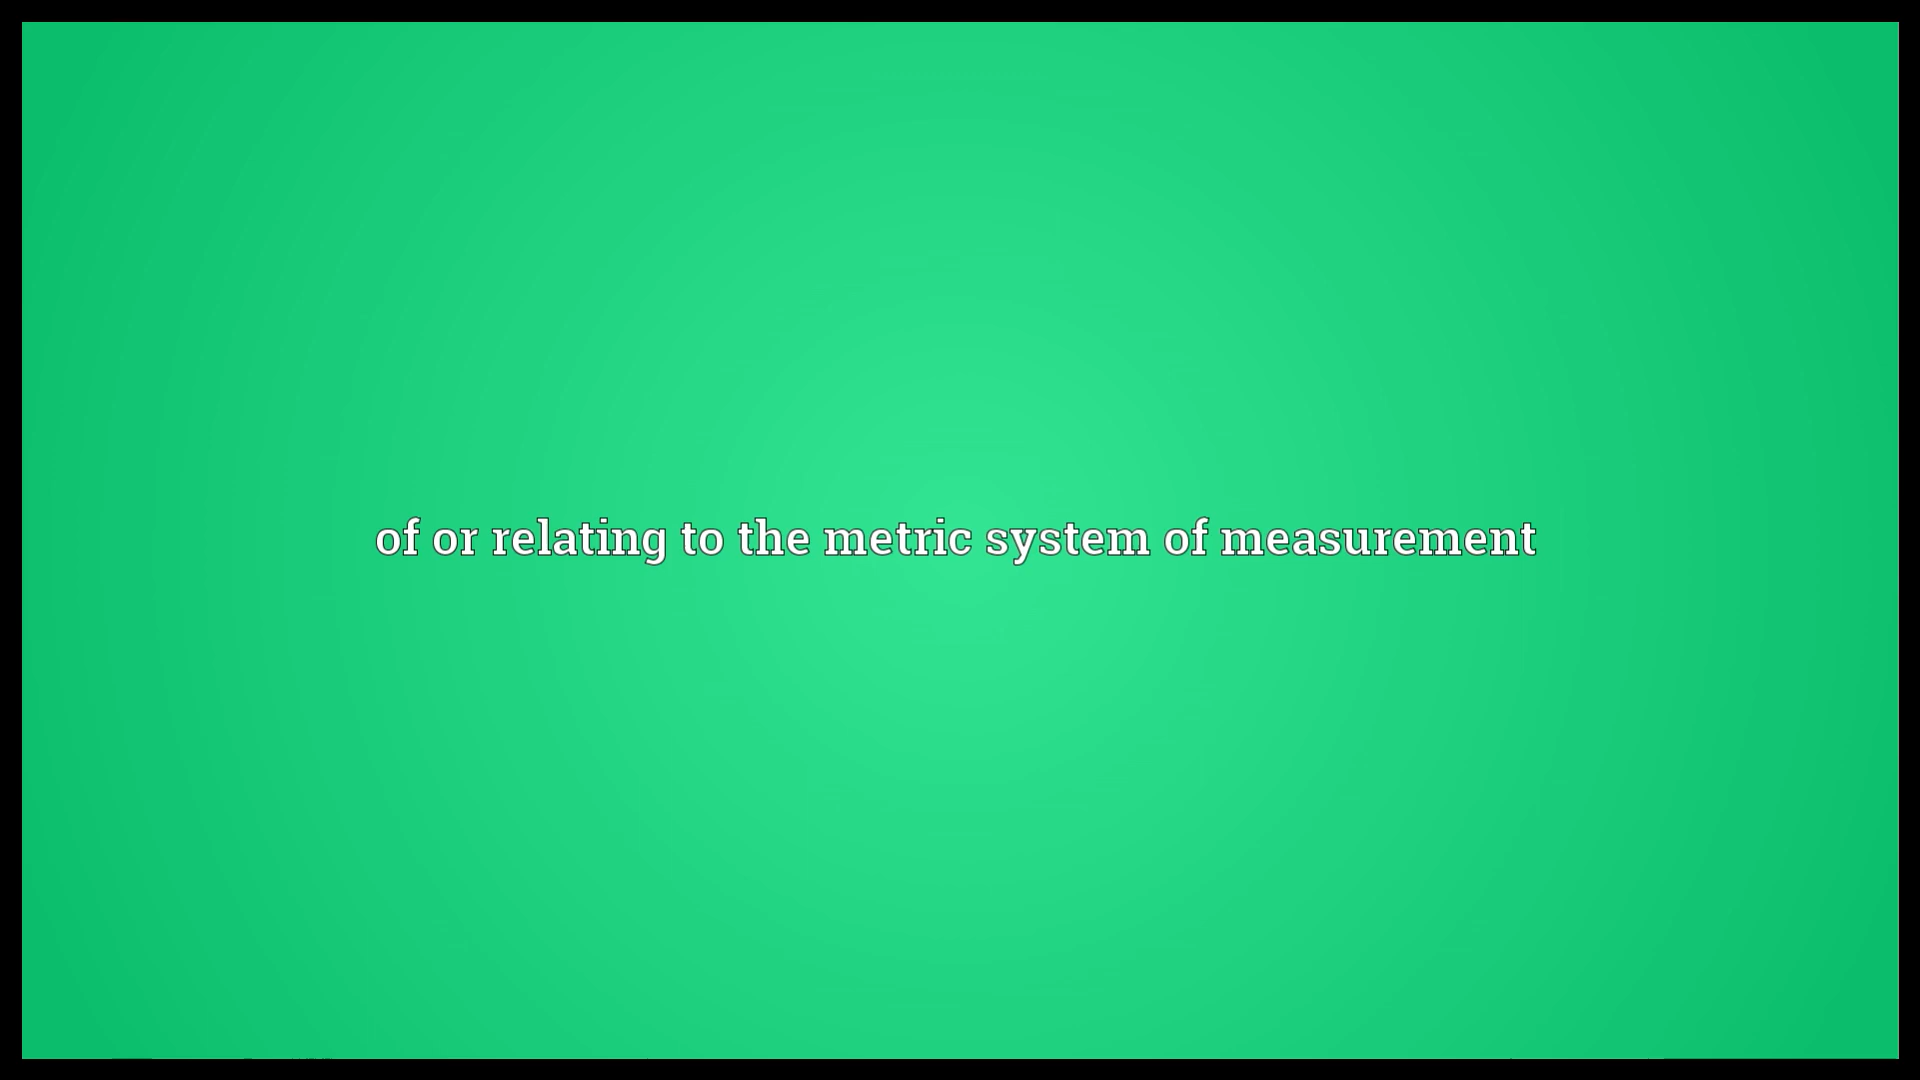 of or relating to the metric system of measurement